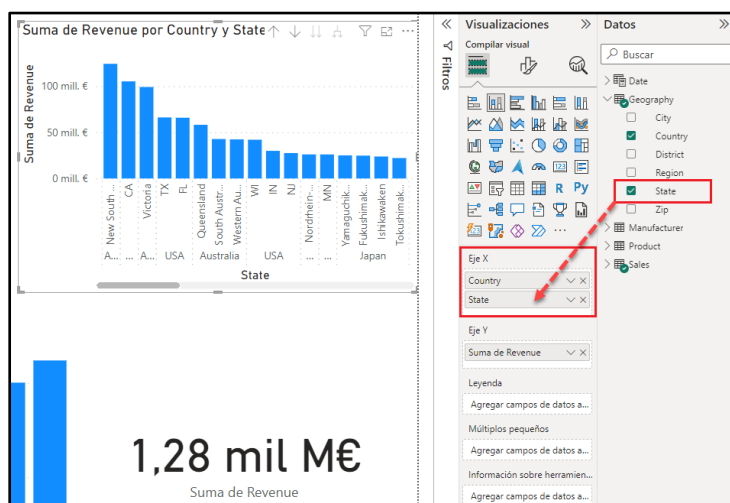 Suma de Revenue por Country y State
Suma de Revenue
100 mill. €
50 mill. €
0 mill. €
New South ...
CA
Victoria
TX
FL
Queensland
South Austr...
Western Au...
WI
IN
NJ
Nordrhein-...
MN
Yamaguchik...
Fukushimak...
Ishikawaken
Tokushimak...
A...
...
A...
USA
Australia
USA
...
...
Japan
State
1,28 mil M€
Suma de Revenue
Filtros
Visualizaciones
Compilar visual
123
R
Py
Eje X
Country
State
Eje Y
Suma de Revenue
Leyenda
Agregar campos de datos a...
Múltiplos pequeños
Agregar campos de datos a...
Información sobre herramien...
Agregar campos de datos a...
Datos
Buscar
Date
Geography
City
Country
District
Region
State
Zip
Manufacturer
Product
Sales